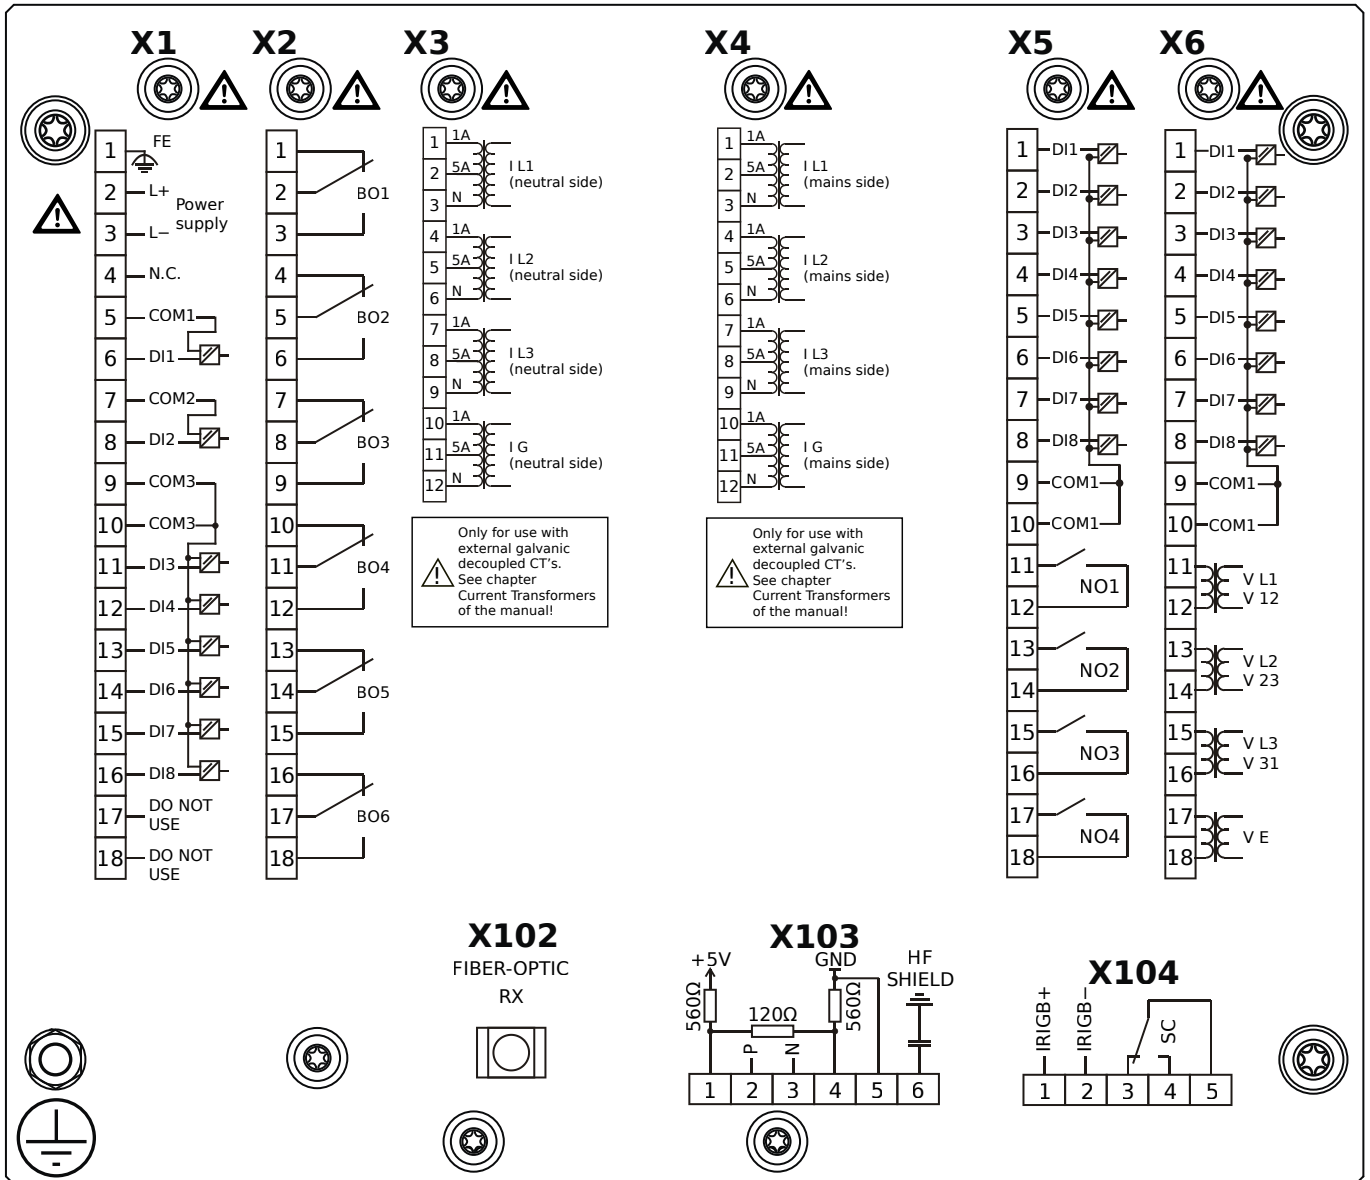 X1
1
FE
2
L+
Power
supply
3
L−
4
N.C.
5
COM1
6
DI1
7
COM2
8
DI2
9
COM3
10
COM3
11
DI3
12
DI4
13
DI5
14
DI6
15
DI7
16
DI8
17
DO NOT
USE
18
DO NOT
USE
X2
1
2
BO1
3
4
5
BO2
6
7
8
BO3
9
10
11
BO4
12
13
14
BO5
15
16
17
BO6
18
X3
1
1A
2
5A
I L1
(neutral side)
3
N
4
1A
5
5A
I L2
(neutral side)
6
N
7
1A
8
5A
I L3
(neutral side)
9
N
10
1A
11
5A
I G
(neutral side)
12
N
Only for use with
external galvanic
decoupled CT's.
See chapter
Current Transformers
of the manual!
X4
1
1A
2
5A
I L1
(mains side)
3
N
4
1A
5
5A
I L2
(mains side)
6
N
7
1A
8
5A
I L3
(mains side)
9
N
10
1A
11
5A
I G
(mains side)
12
N
Only for use with
external galvanic
decoupled CT's.
See chapter
Current Transformers
of the manual!
X5
1
DI1
2
DI2
3
DI3
4
DI4
5
DI5
6
DI6
7
DI7
8
DI8
9
COM1
10
COM1
11
NO1
12
13
NO2
14
15
NO3
16
17
NO4
18
X6
1
DI1
2
DI2
3
DI3
4
DI4
5
DI5
6
DI6
7
DI7
8
DI8
9
COM1
10
COM1
11
V L1
V 12
12
13
V L2
V 23
14
15
V L3
V 31
16
17
V E
18
X102
FIBER-OPTIC
RX
X103
+5V
GND
HF
SHIELD
560Ω
120Ω
560Ω
P
N
1 2 3 4 5 6
X104
IRIGB+
IRIGB−
SC
1 2 3 4 5